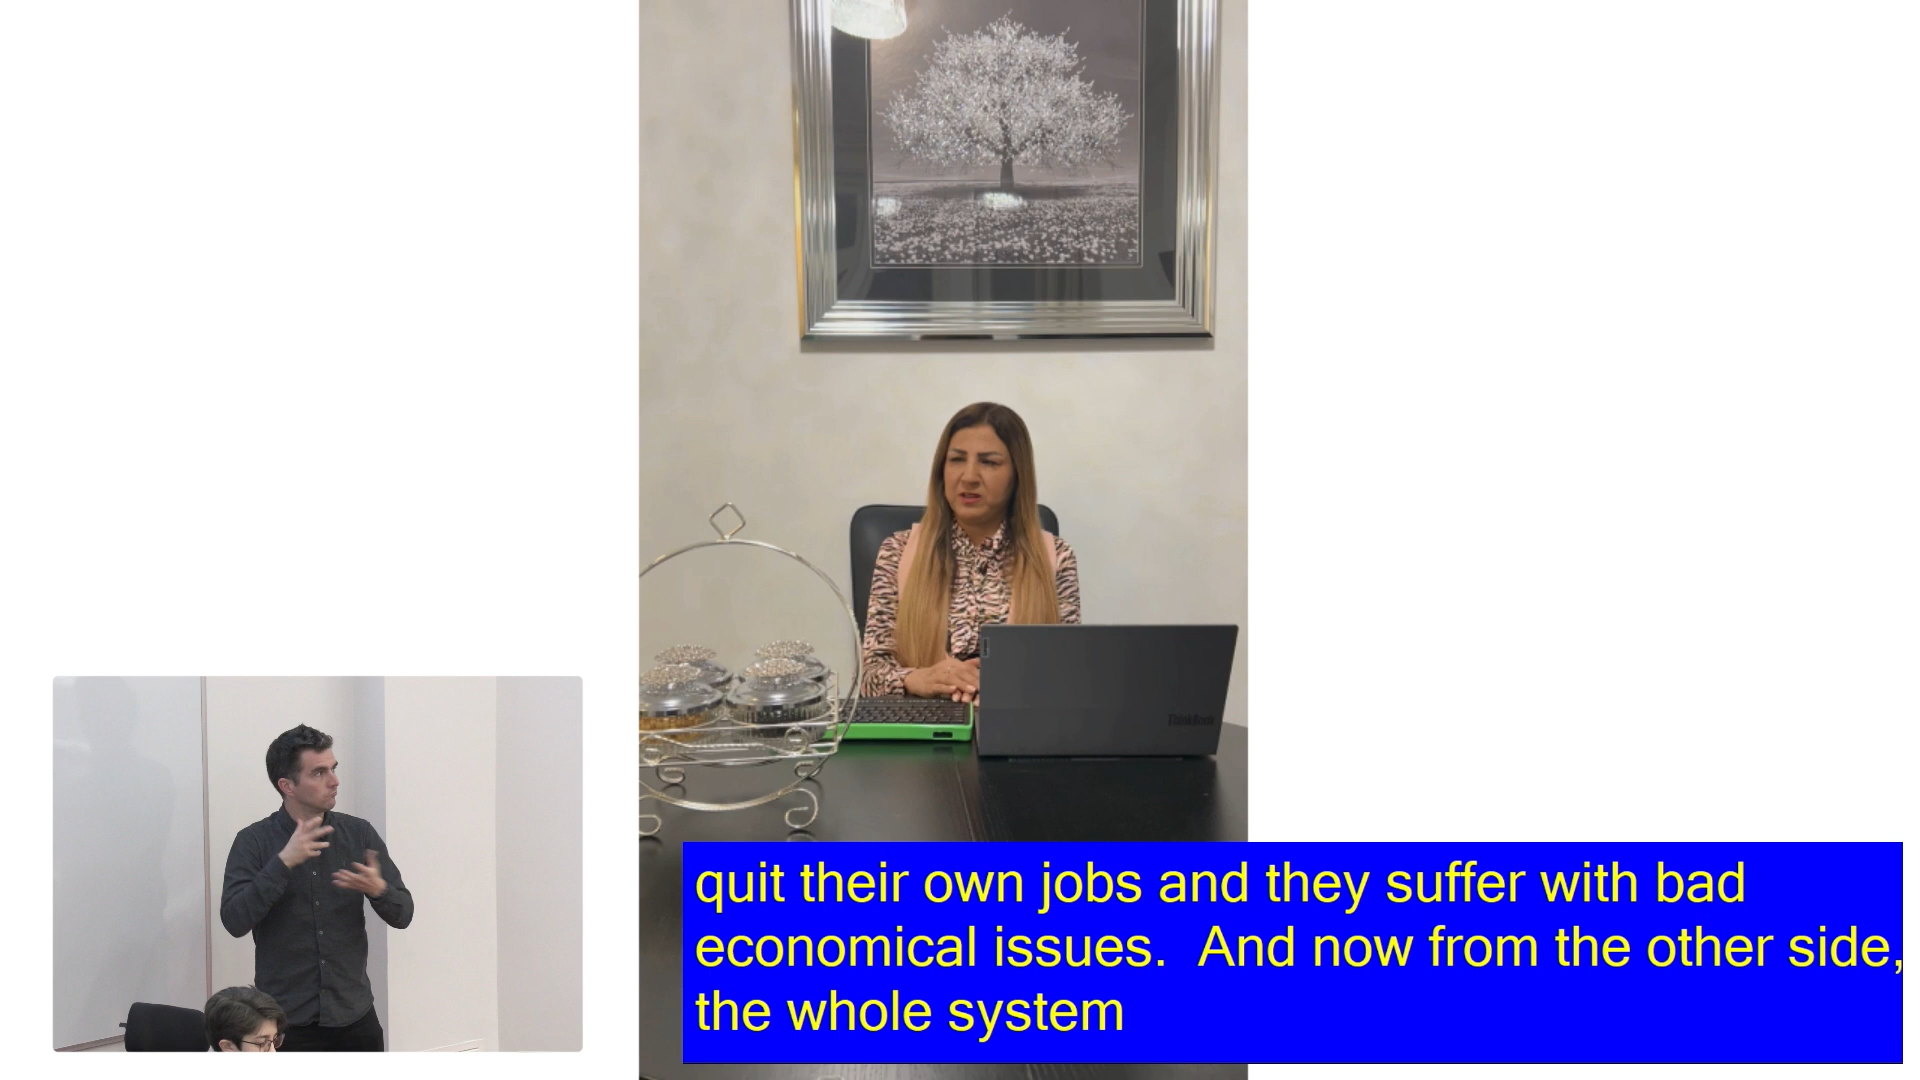 ThinkBook
quit their own jobs and they suffer with bad
economical issues.  And now from the other side,
the whole system